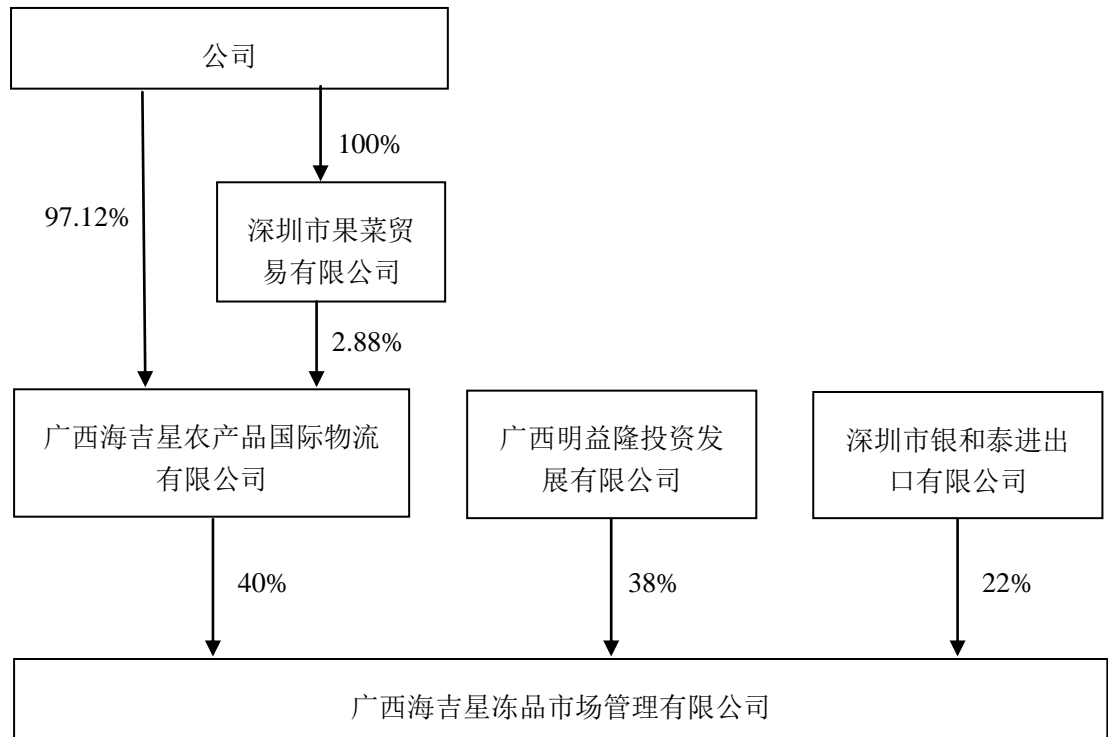 公司
100%
97.12%
深圳市果菜贸
易有限公司
2.88%
广西海吉星农产品国际物流
有限公司
广西明益隆投资发
展有限公司
深圳市银和泰进出
口有限公司
40%
38%
22%
广西海吉星冻品市场管理有限公司